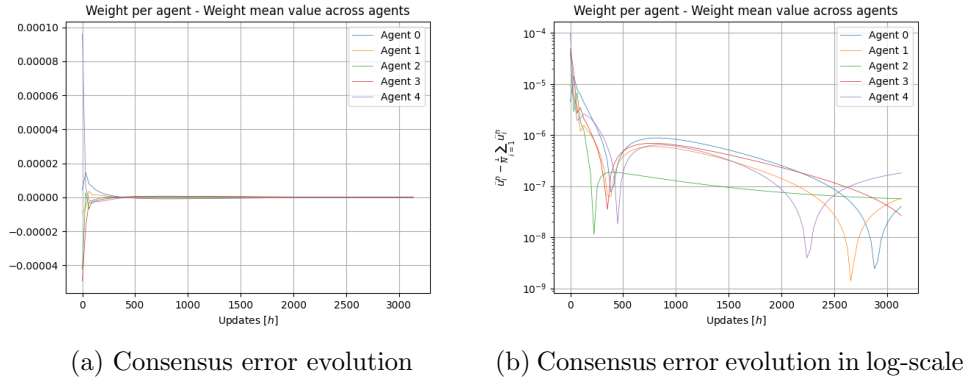 Weight per agent - Weight mean value across agents
0.00010
0.00008
0.00006
0.00004
0.00002
0.00000
−0.00002
−0.00004
0 500 1000 1500 2000 2500 3000
Updates [h]
Agent 0
Agent 1
Agent 2
Agent 3
Agent 4
(a) Consensus error evolution
Weight per agent - Weight mean value across agents
10⁻⁴
10⁻⁵
10⁻⁶
10⁻⁷
10⁻⁸
10⁻⁹
0 500 1000 1500 2000 2500 3000
Updates [h]
Agent 0
Agent 1
Agent 2
Agent 3
Agent 4
(b) Consensus error evolution in log-scale